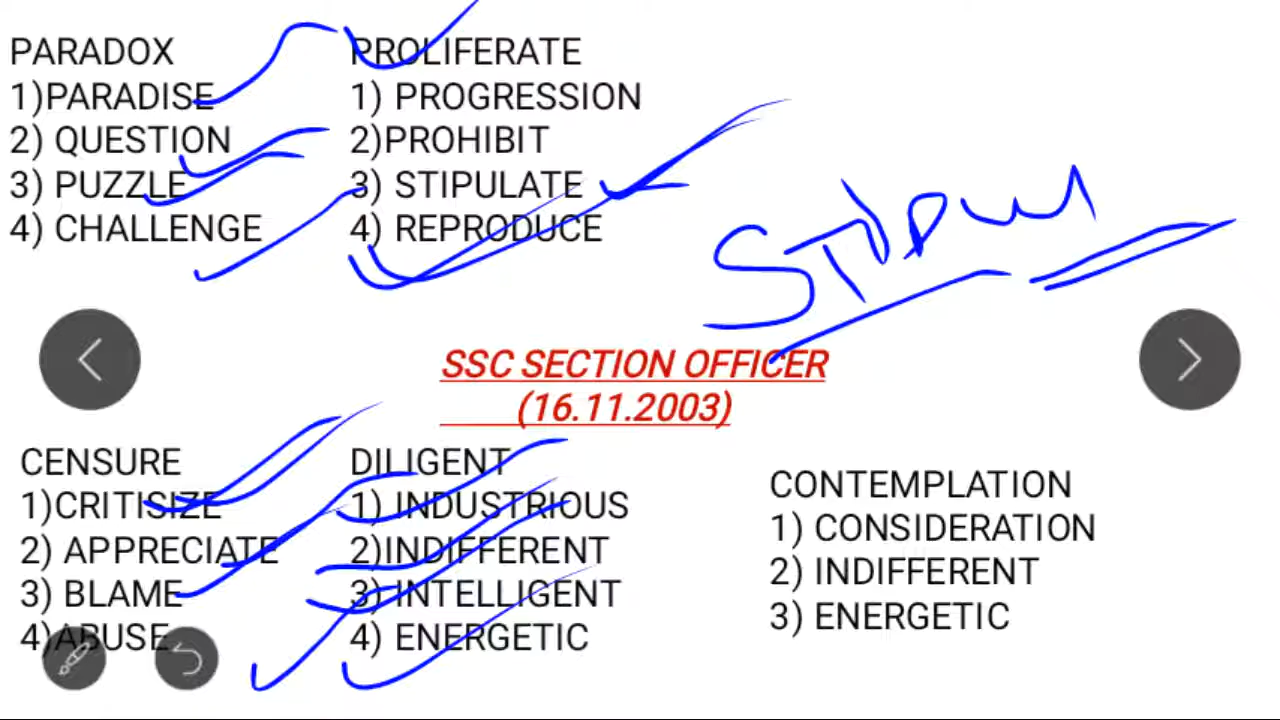 PARADOX
1)PARADISE
2) QUESTION
3) PUZZLE
4) CHALLENGE
PROLIFERATE
1) PROGRESSION
2)PROHIBIT
3) STIPULATE
4) REPRODUCE
SSC SECTION OFFICER
(16.11.2003)
CENSURE
1)CRITISIZE
2) APPRECIATE
3) BLAME
4)ABUSE
DILIGENT
1) INDUSTRIOUS
2)INDIFFERENT
3) INTELLIGENT
4) ENERGETIC
CONTEMPLATION
1) CONSIDERATION
2) INDIFFERENT
3) ENERGETIC